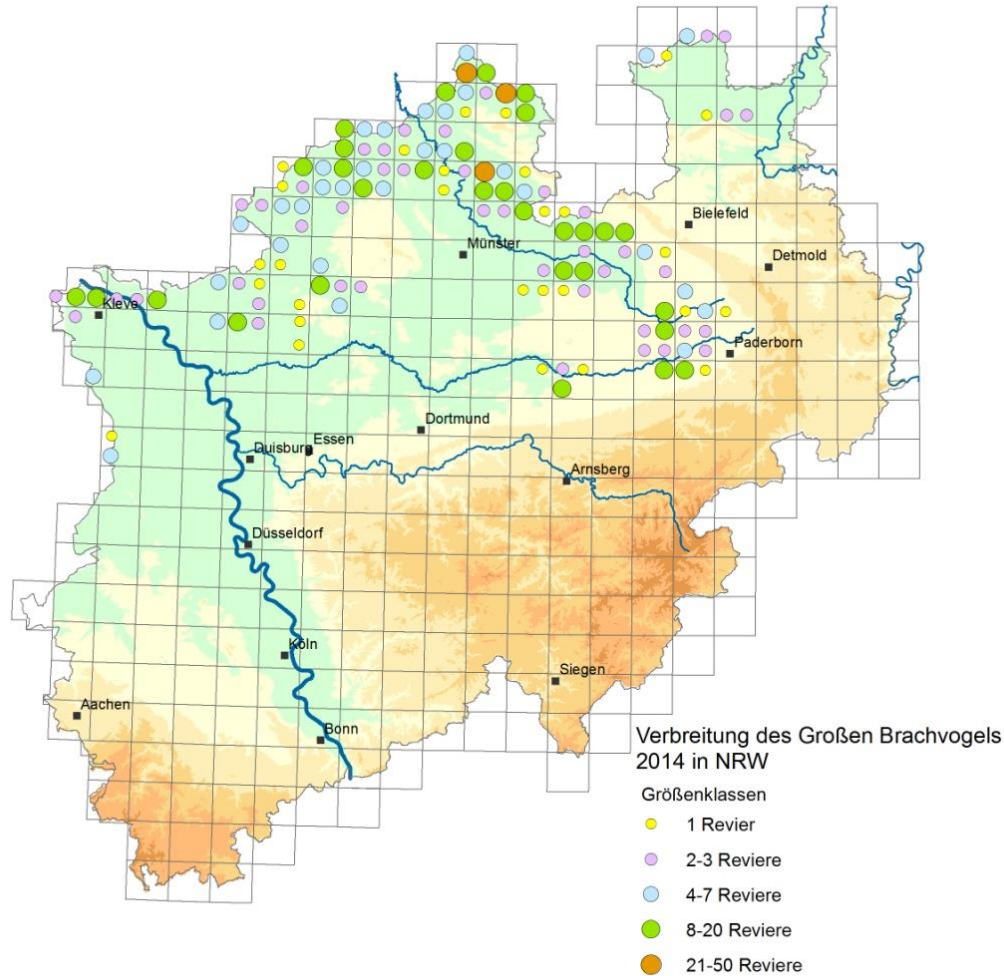 Bielefeld
Münster
Detmold
Kleve
Paderborn
Dortmund
Essen
Duisburg
Arnsberg
Düsseldorf
Köln
Siegen
Aachen
Bonn
Verbreitung des Großen Brachvogels
2014 in NRW
Größenklassen
1 Revier
2-3 Reviere
4-7 Reviere
8-20 Reviere
21-50 Reviere